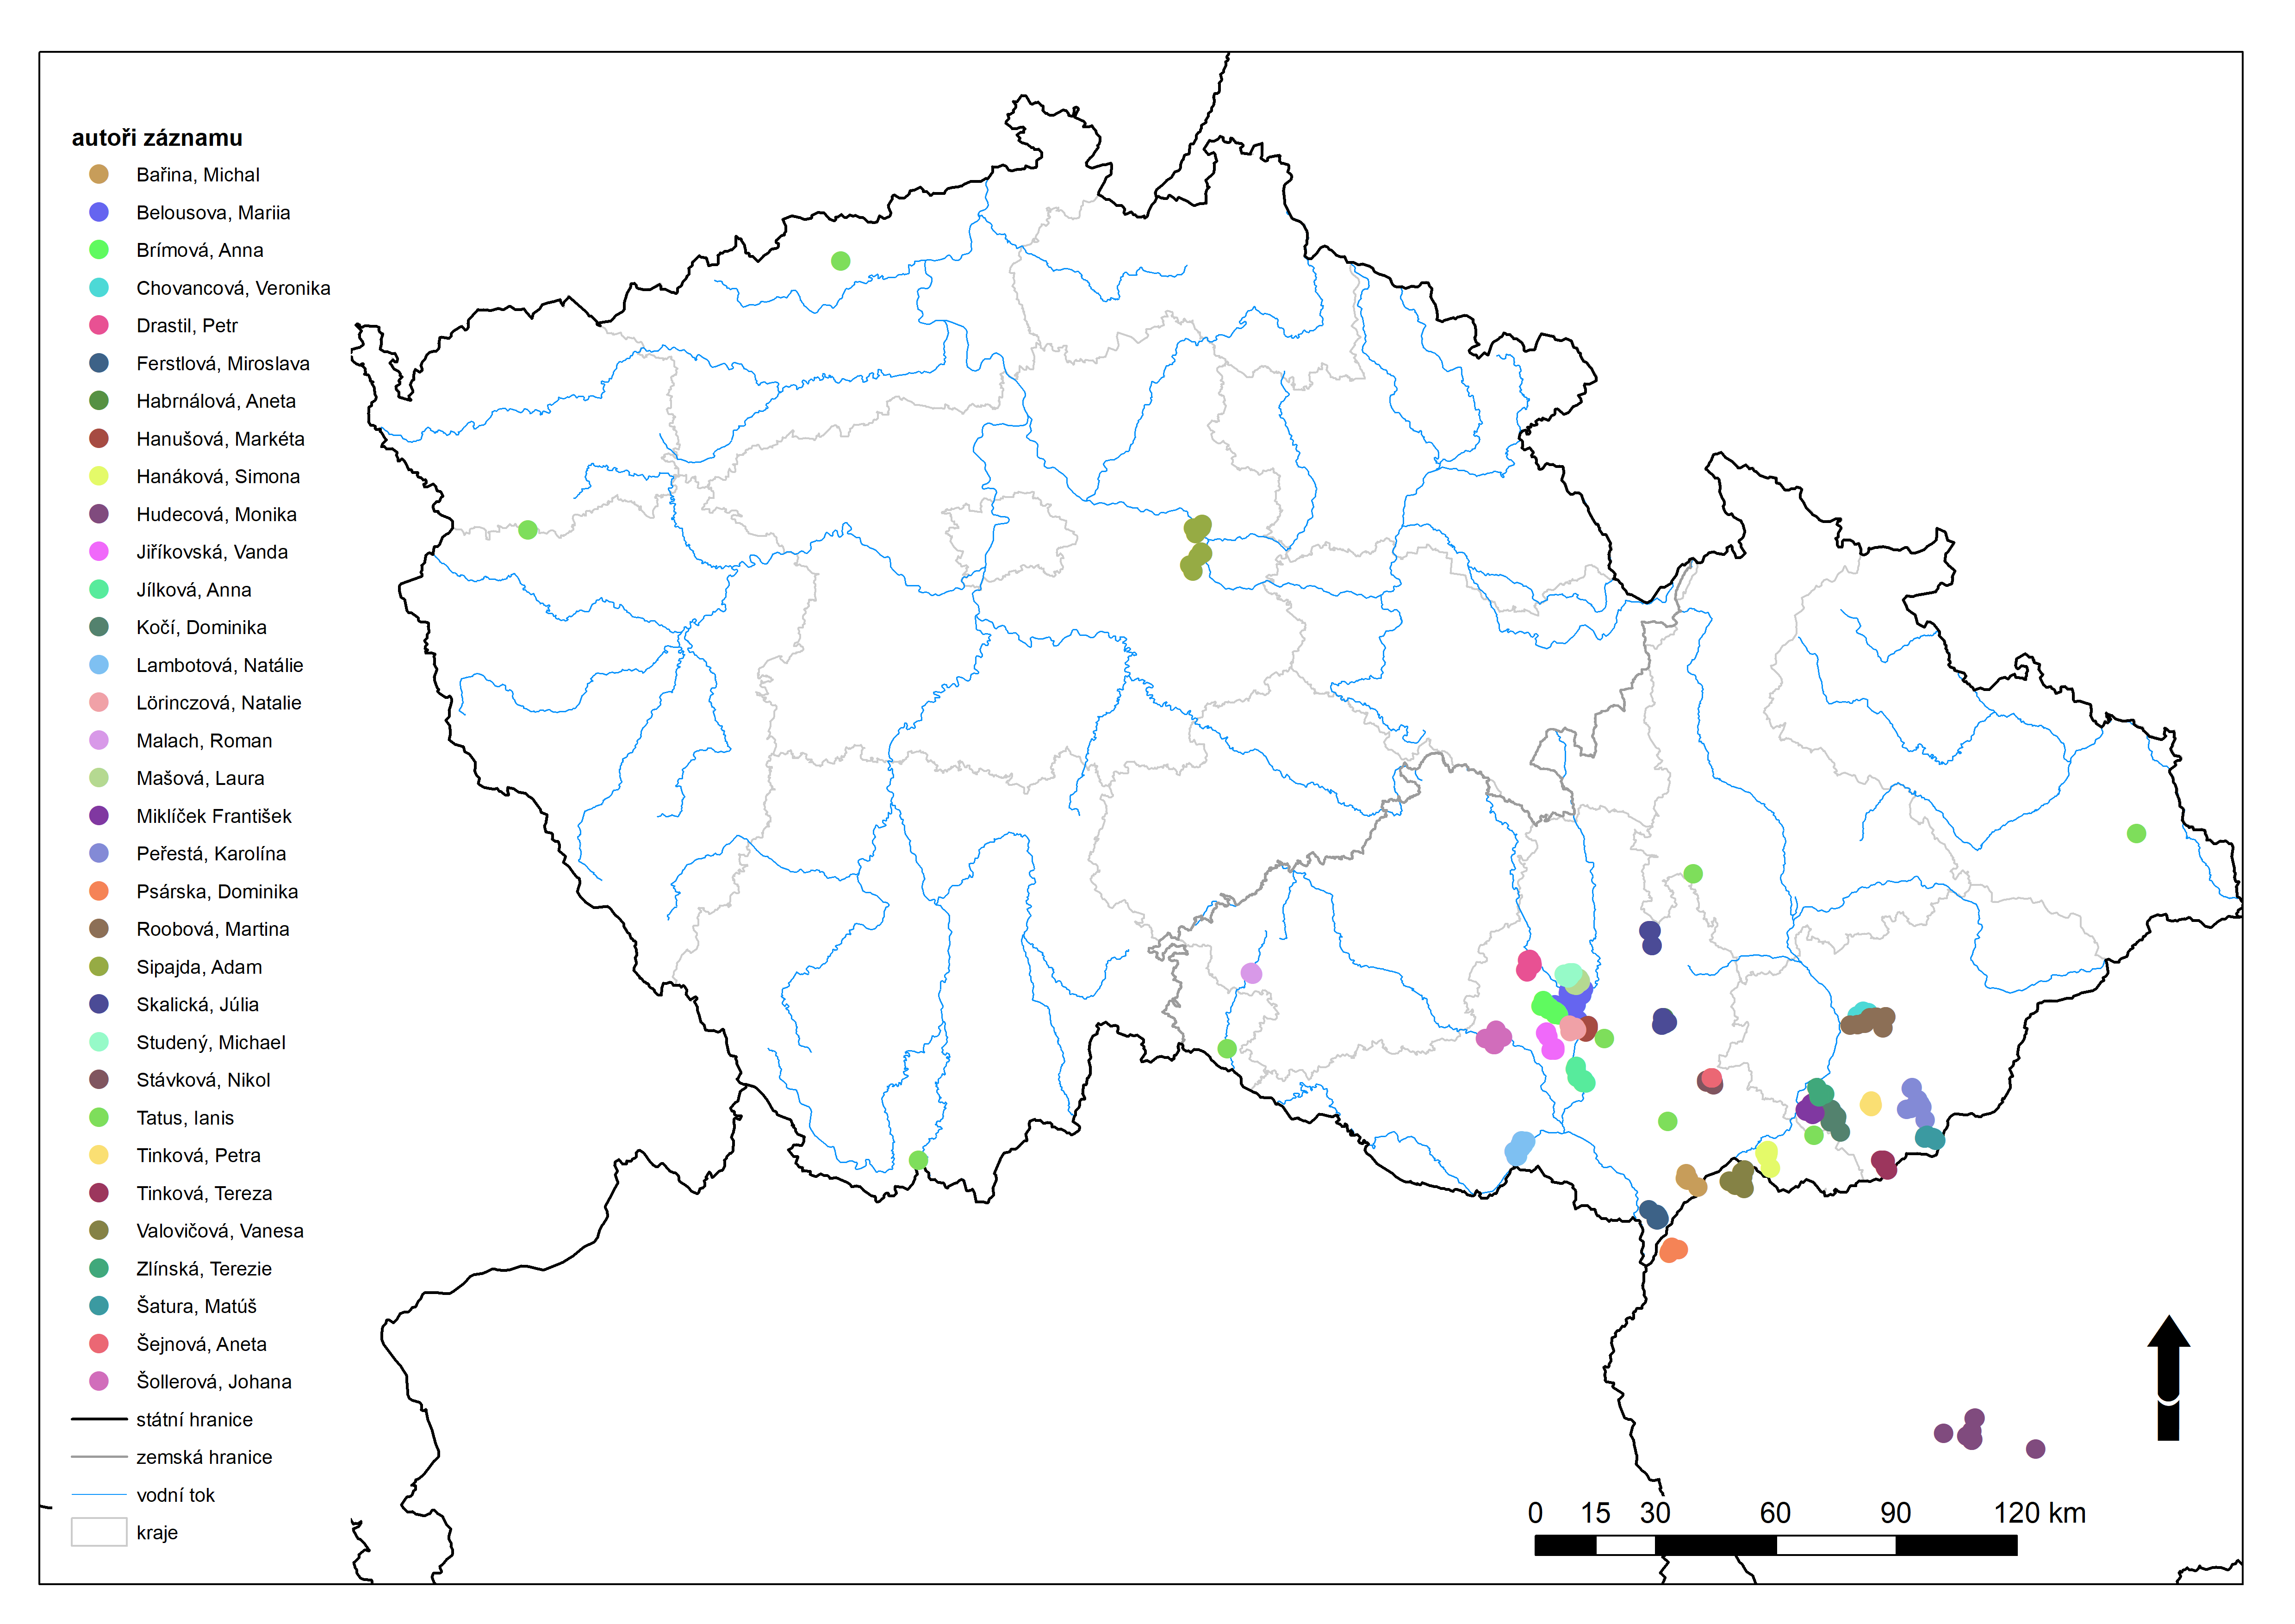 autoři záznamu
Bařina, Michal
Belousova, Mariia
Brímová, Anna
Chovancová, Veronika
Drastil, Petr
Ferstlová, Miroslava
Habrnálová, Aneta
Hanušová, Markéta
Hanáková, Simona
Hudecová, Monika
Jiříkovská, Vanda
Jílková, Anna
Kočí, Dominika
Lambotová, Natálie
Lörinczová, Natalie
Malach, Roman
Mašová, Laura
Miklíček František
Peřestá, Karolína
Psárska, Dominika
Roobová, Martina
Sipajda, Adam
Skalická, Júlia
Studený, Michael
Stávková, Nikol
Tatus, Ianis
Tinková, Petra
Tinková, Tereza
Valovičová, Vanesa
Zlínská, Terezie
Šatura, Matúš
Šejnová, Aneta
Šollerová, Johana
státní hranice
zemská hranice
vodní tok
kraje
0 15 30 60 90 120 km